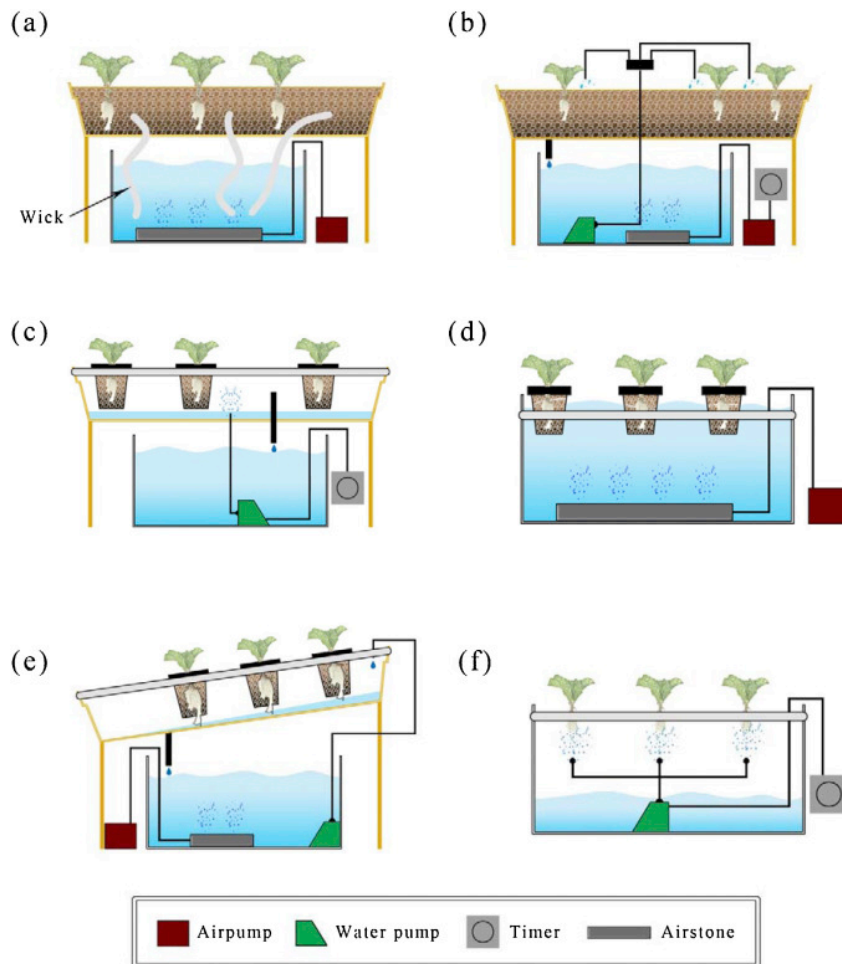 (a)
(b)
Wick
(c)
(d)
(e)
(f)
Airpump
Water pump
Timer
Airstone